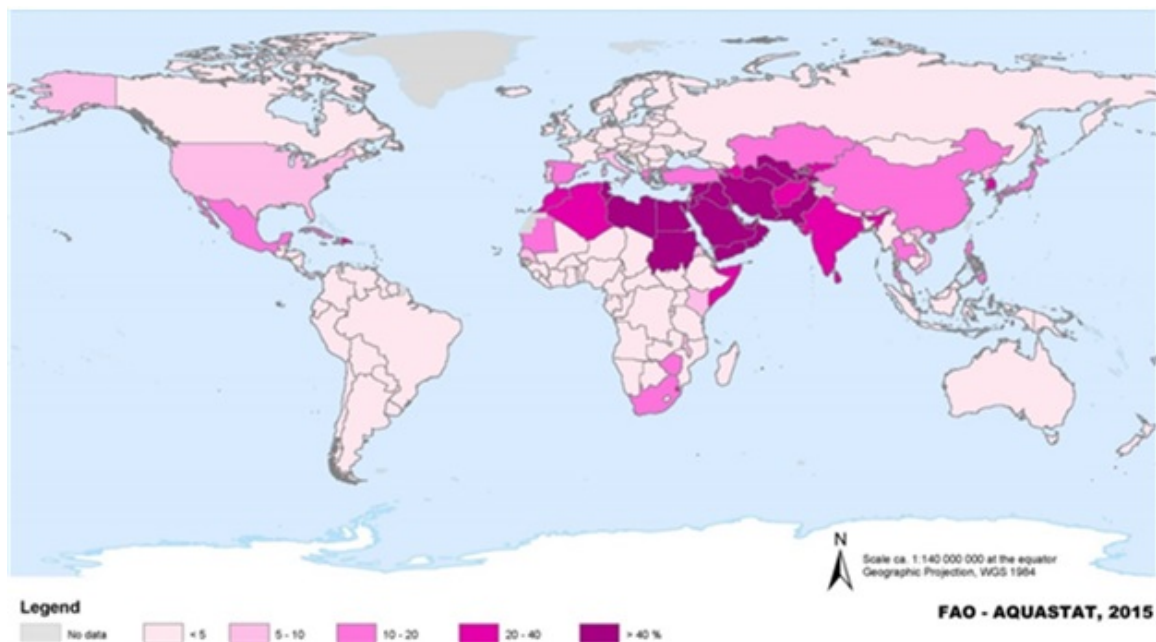 N
Scale ca. 1:140 000 000 at the equator
Geographic Projection, WGS 1984
Legend
FAO - AQUASTAT, 2015
No data < 5 5 - 10 10 - 20 20 - 40 > 40 %